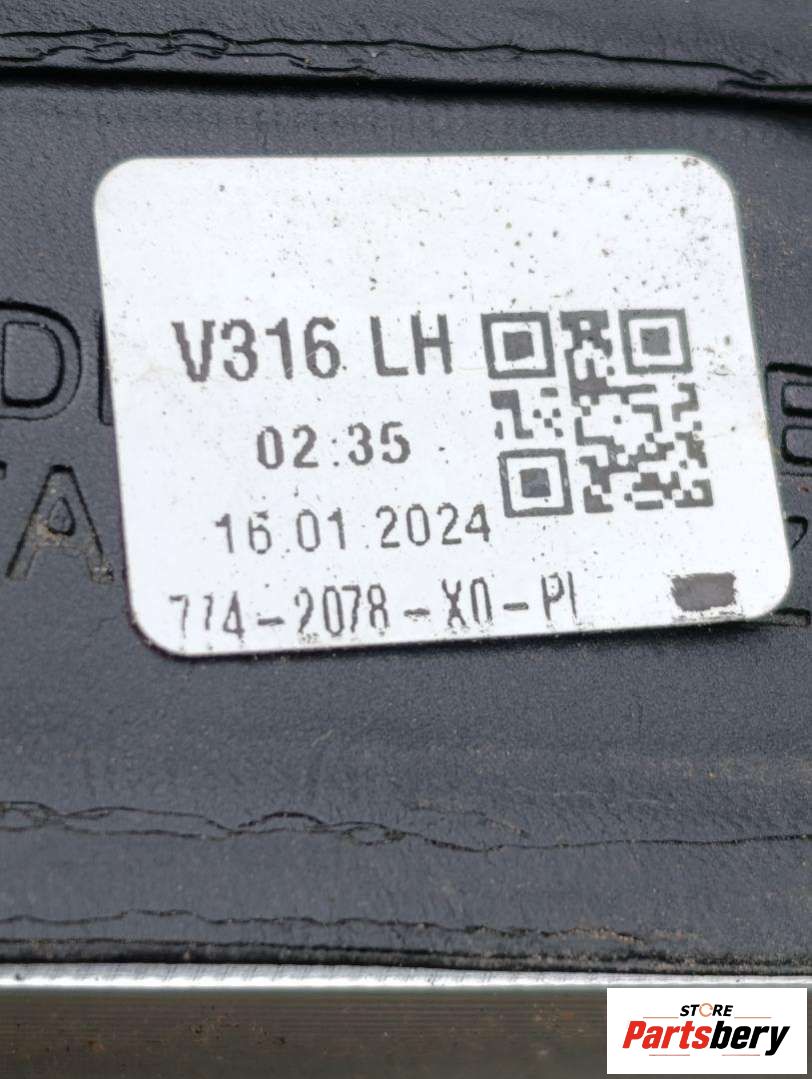 V316 LH
02:35
16.01.2024
774-2078-X0-PI
STORE
Partsbery